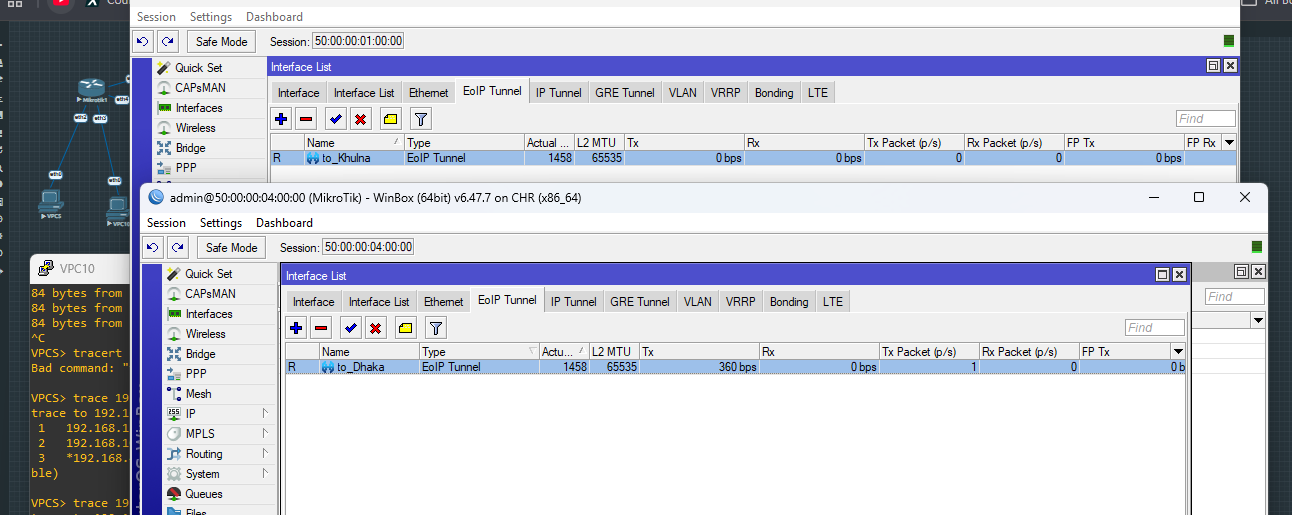 All Bo
Session Settings Dashboard
Safe Mode Session: 50:00:00:01:00:00
Quick Set
CAPsMAN
Interfaces
Wireless
Bridge
PPP
Interface List
Interface Interface List Ethernet EoIP Tunnel IP Tunnel GRE Tunnel VLAN VRRP Bonding LTE
Find
Name Type Actual ... L2 MTU Tx Rx Tx Packet (p/s) Rx Packet (p/s) FP Tx FP Rx
R to_Khulna EoIP Tunnel 1458 65535 0 bps 0 bps 0 0 0 bps
Mikrotik1
eth4
eth2 eth3
eth0 eth0
VPCS VPC10
admin@50:00:00:04:00:00 (MikroTik) - WinBox (64bit) v6.47.7 on CHR (x86_64)
Session Settings Dashboard
Safe Mode Session: 50:00:00:04:00:00
Quick Set
CAPsMAN
Interfaces
Wireless
Bridge
PPP
Mesh
IP
MPLS
Routing
System
Queues
Files
Interface List
Interface Interface List Ethernet EoIP Tunnel IP Tunnel GRE Tunnel VLAN VRRP Bonding LTE
Find
Name Type Actu... L2 MTU Tx Rx Tx Packet (p/s) Rx Packet (p/s) FP Tx
R to_Dhaka EoIP Tunnel 1458 65535 360 bps 0 bps 1 0 0 b
Find
VPC10
84 bytes from
84 bytes from
84 bytes from
^C
VPCS> tracert
Bad command: "
VPCS> trace 19
trace to 192.1
1 192.168.1
2 192.168.1
3 *192.168.
ble)
VPCS> trace 19